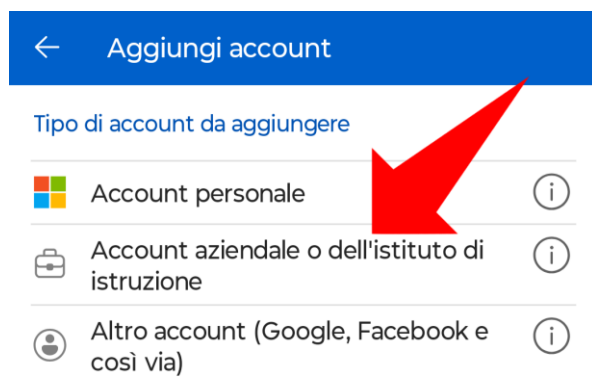 Aggiungi account
Tipo di account da aggiungere
Account personale
Account aziendale o dell'istituto di
istruzione
Altro account (Google, Facebook e
così via)